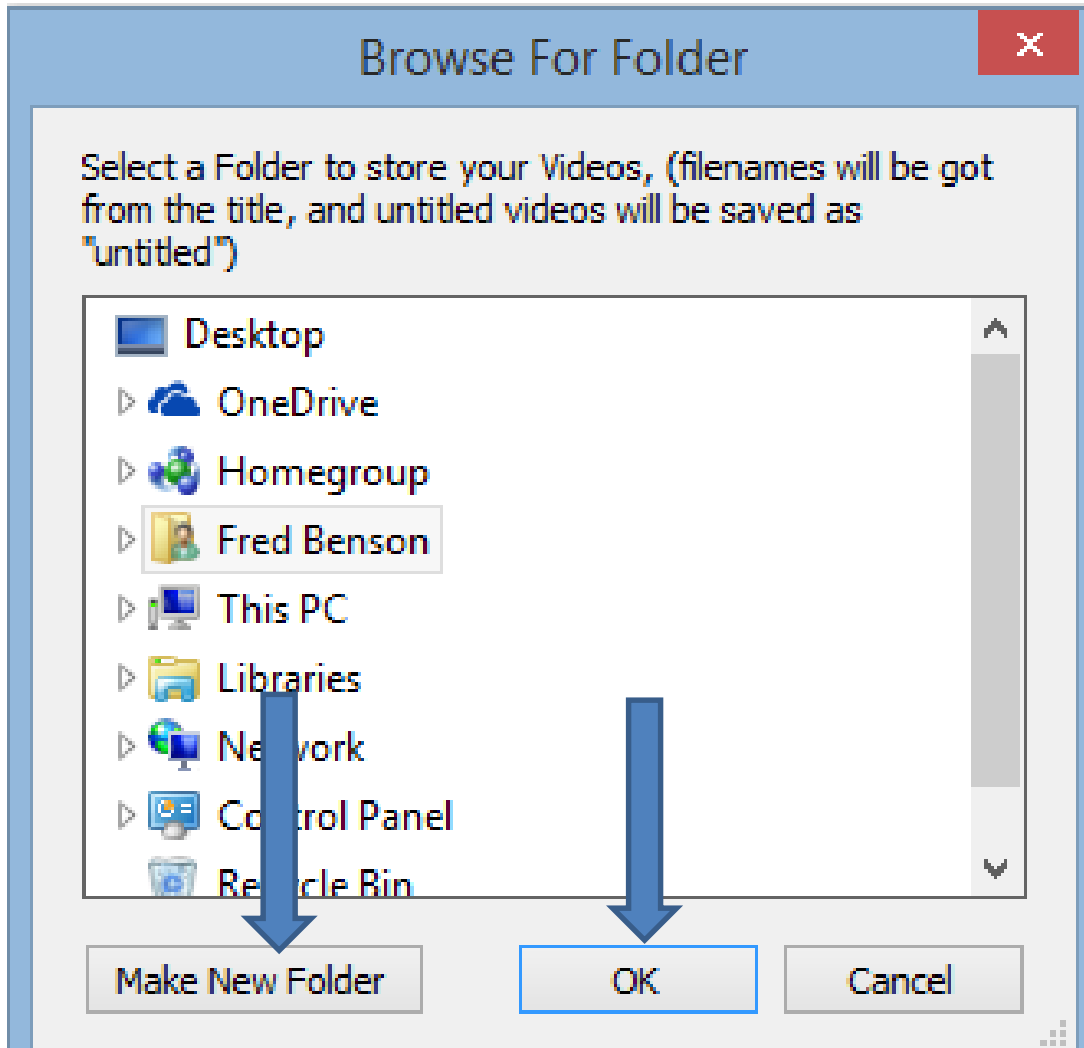 Browse For Folder
Select a Folder to store your Videos, (filenames will be got
from the title, and untitled videos will be saved as
"untitled")
Desktop
OneDrive
Homegroup
Fred Benson
This PC
Libraries
Network
Control Panel
Recycle Bin
Make New Folder
OK
Cancel